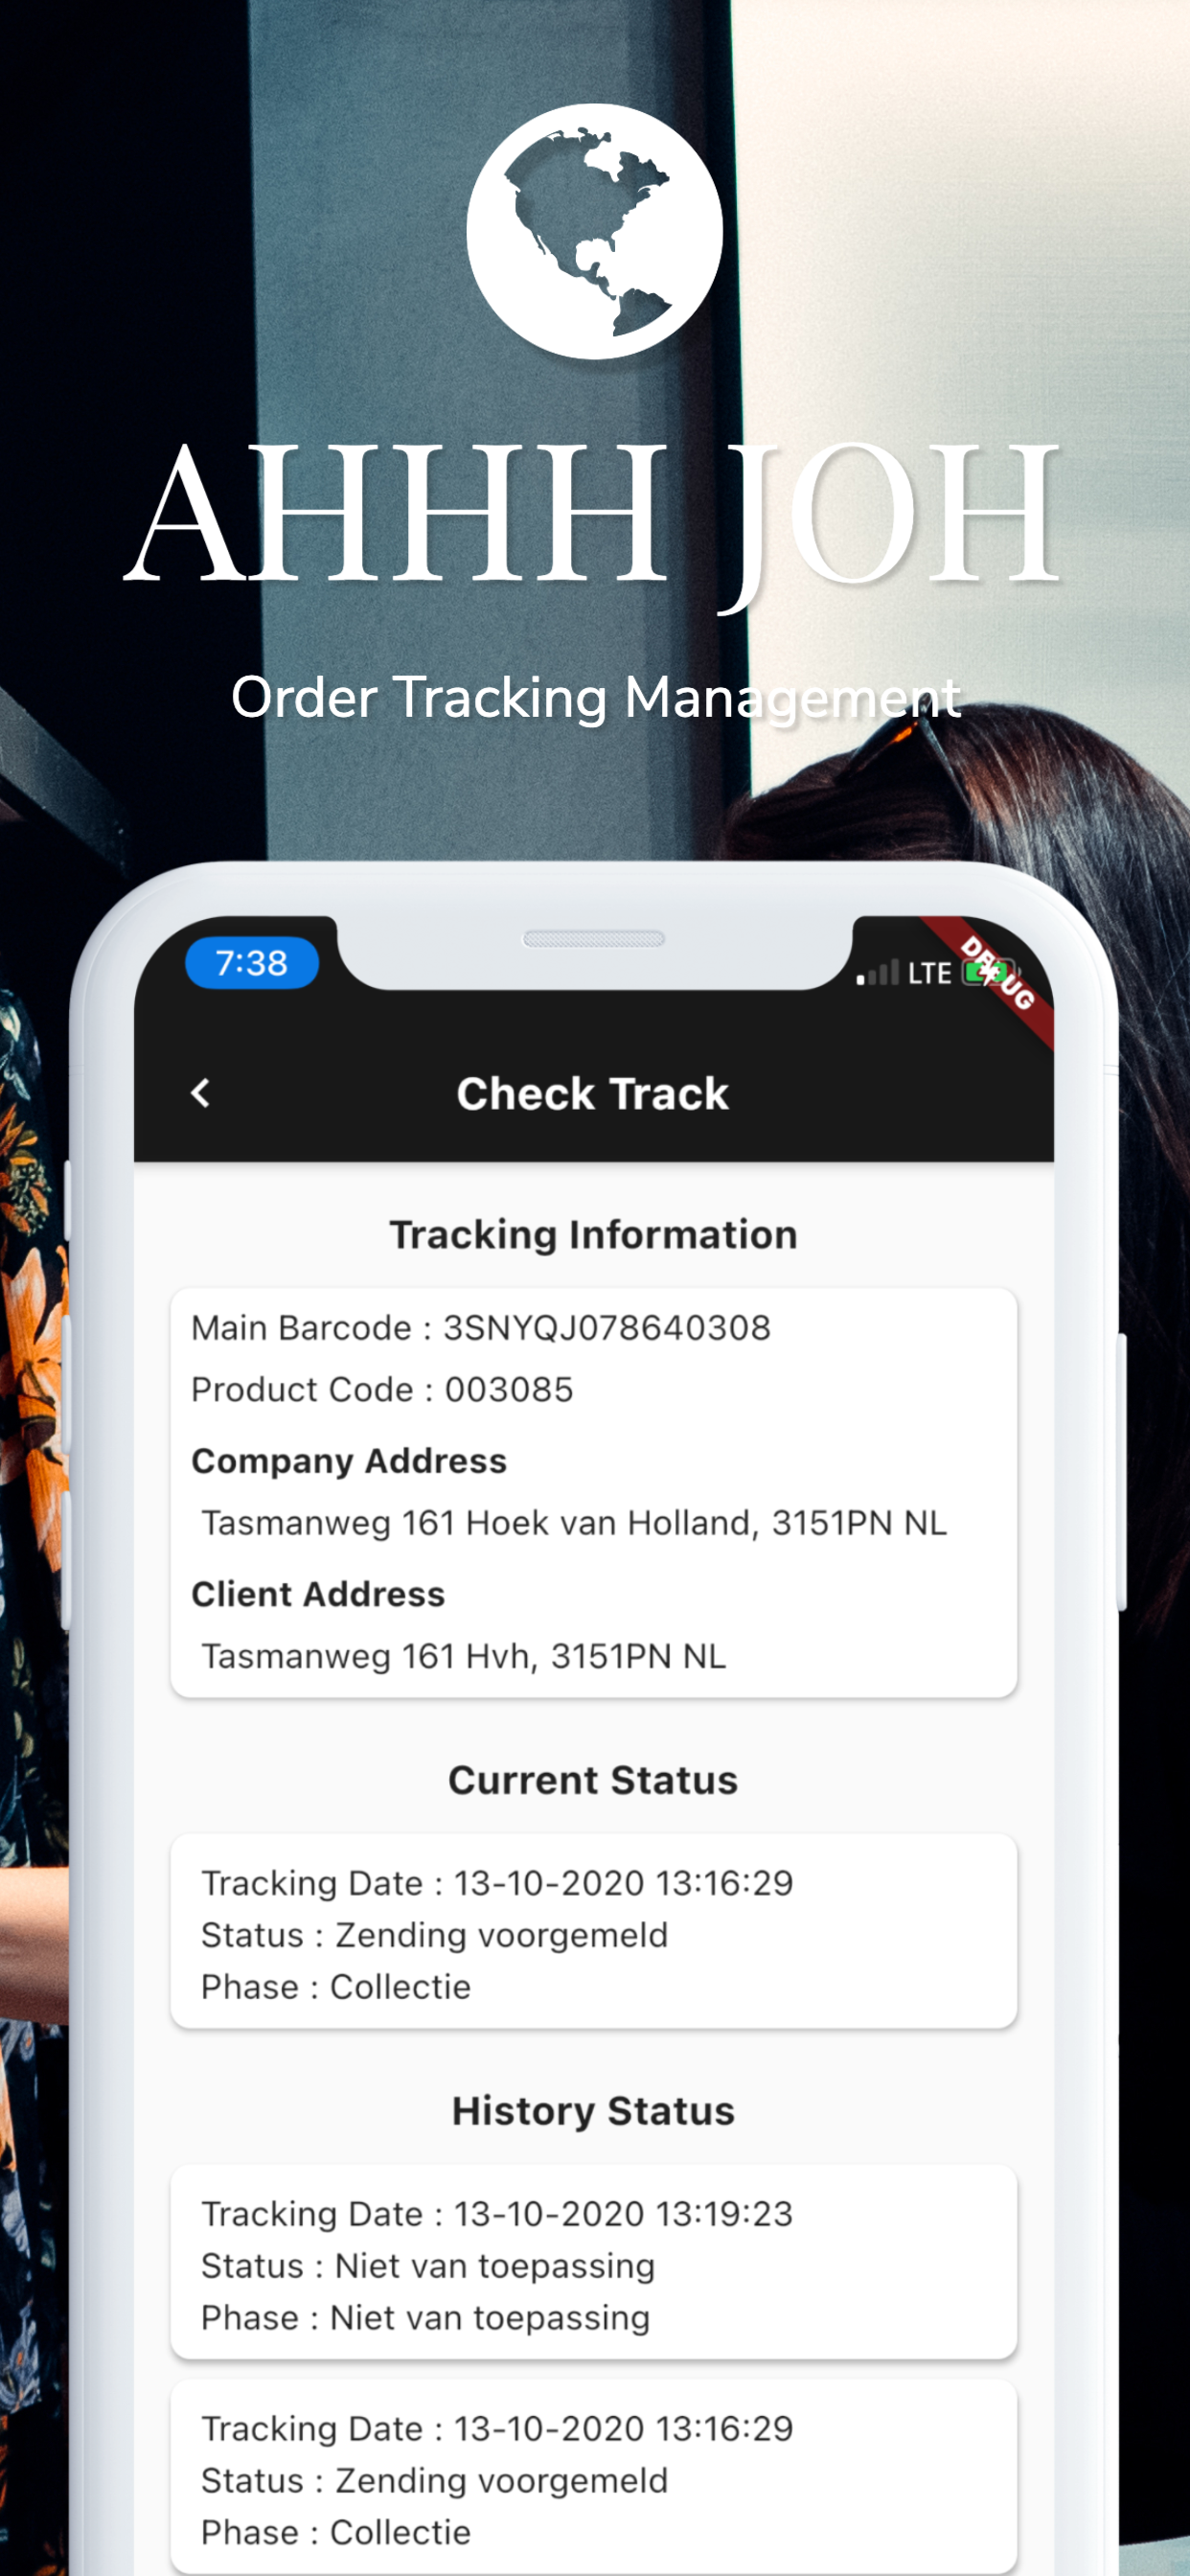 AHHH JOH
Order Tracking Management
7:38
LTE
DEBUG
Check Track
Tracking Information
Main Barcode : 3SNYQJ078640308
Product Code : 003085
Company Address
Tasmanweg 161 Hoek van Holland, 3151PN NL
Client Address
Tasmanweg 161 Hvh, 3151PN NL
Current Status
Tracking Date : 13-10-2020 13:16:29
Status : Zending voorgemeld
Phase : Collectie
History Status
Tracking Date : 13-10-2020 13:19:23
Status : Niet van toepassing
Phase : Niet van toepassing
Tracking Date : 13-10-2020 13:16:29
Status : Zending voorgemeld
Phase : Collectie